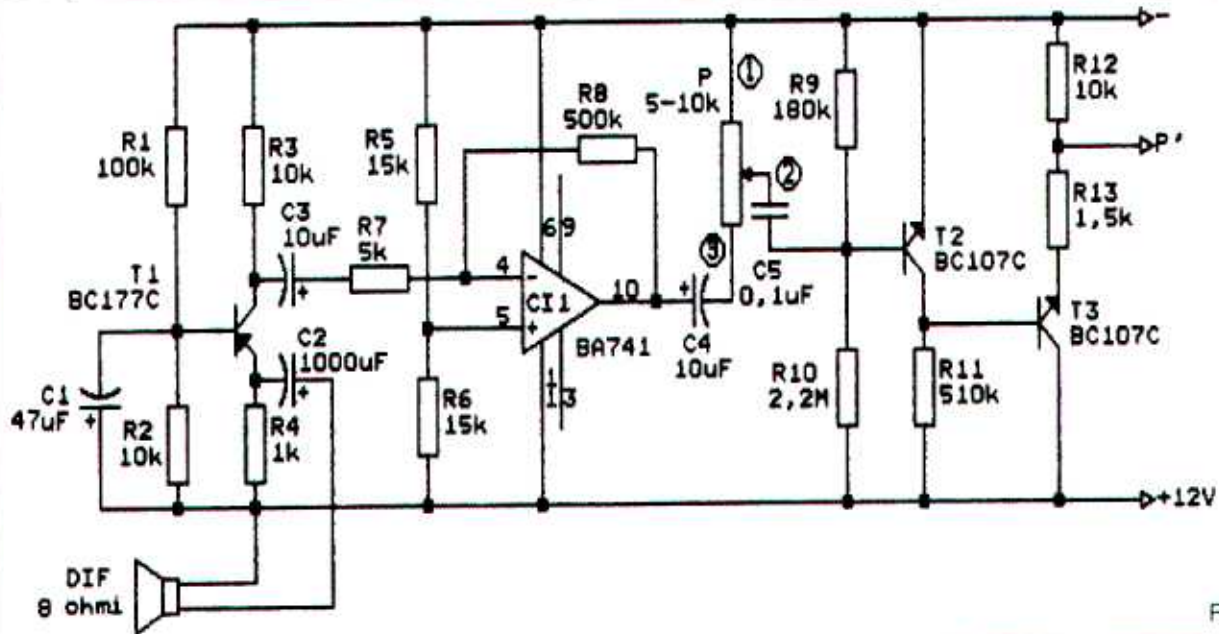 -
R1
100k
R3
10k
C3
10uF
+
T1
BC177C
C2
1000uF
+
C1
47uF +
R2
10k
R4
1k
R5
15k
R6
15k
R7
5k
R8
500k
6 9
4 -
CI1
5 +
10
BA741
1
13
P
5-10k
1
2
3
+
C4
10uF
C5
0,1uF
R9
180k
R10
2,2M
T2
BC107C
R11
510k
R12
10k
P'
R13
1,5k
T3
BC107C
+12V
DIF
8 ohmi
F